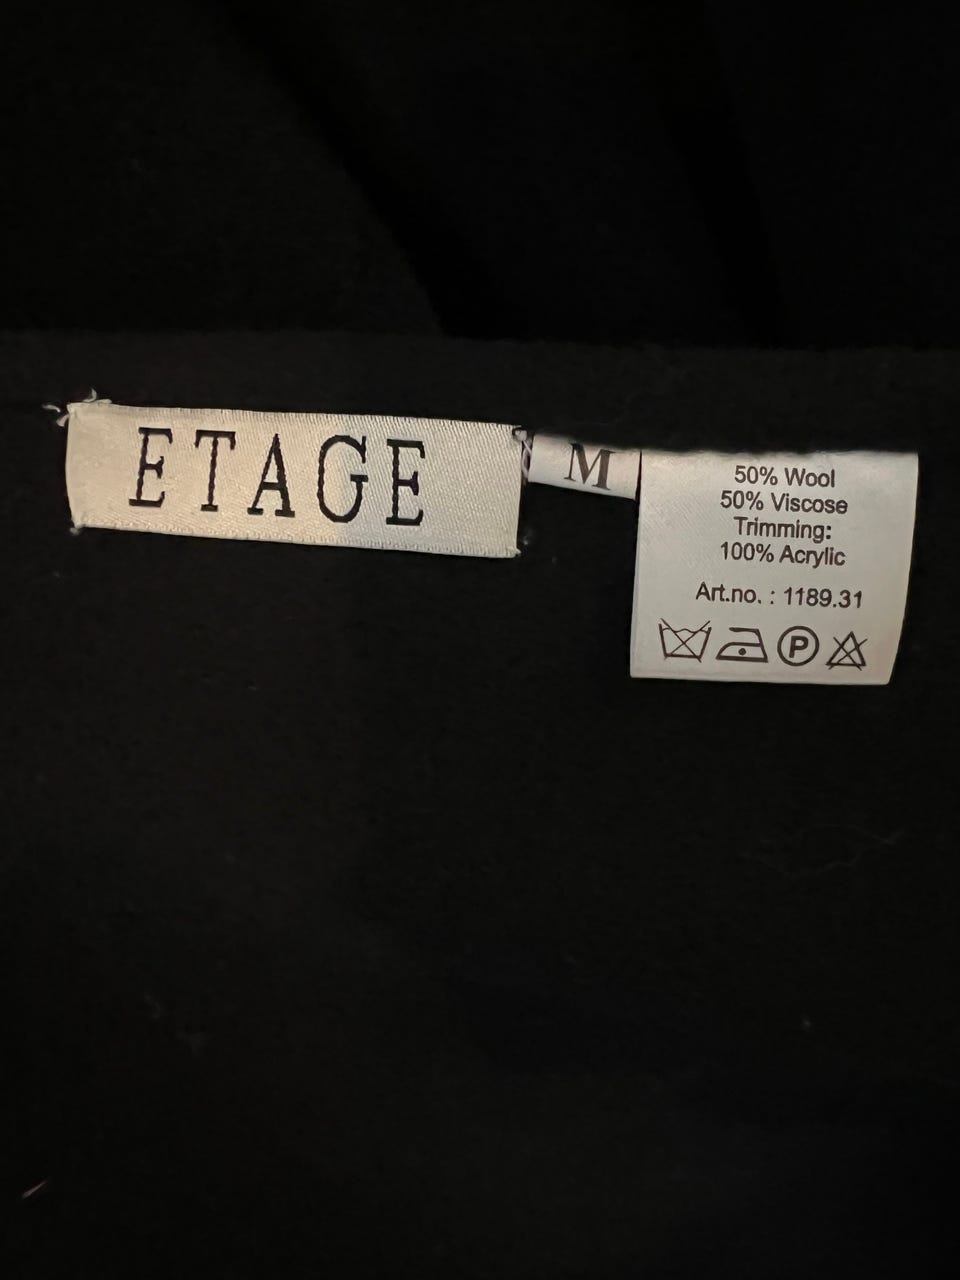 ETAGE
M
50% Wool
50% Viscose
Trimming:
100% Acrylic
Art.no. : 1189.31
P